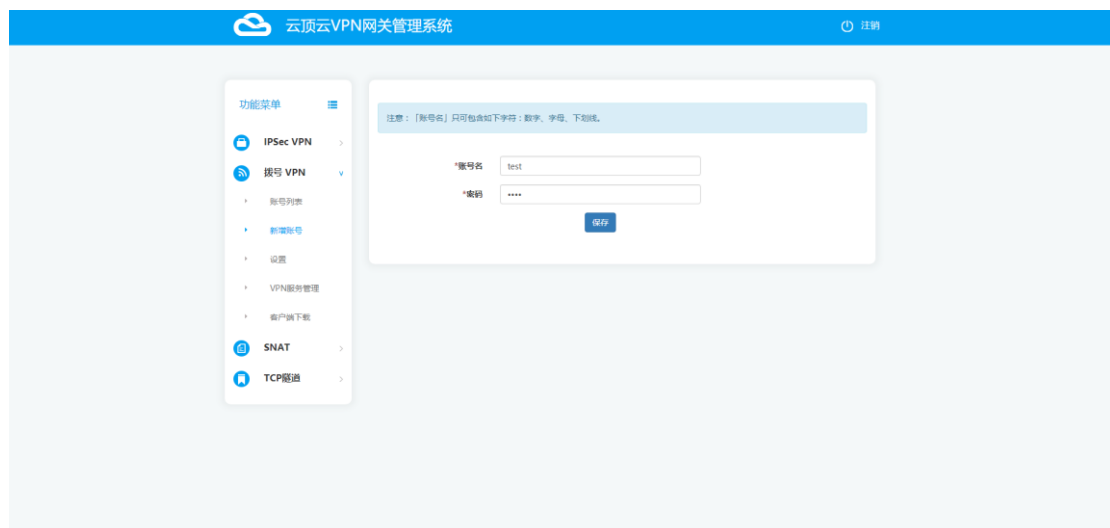 云顶云VPN网关管理系统
注销
功能菜单
IPSec VPN
拨号 VPN
账号列表
新增账号
设置
VPN服务管理
客户端下载
SNAT
TCP隧道
注意：「账号名」只可包含如下字符：数字、字母、下划线。
*账号名 test
*密码 ••••
保存